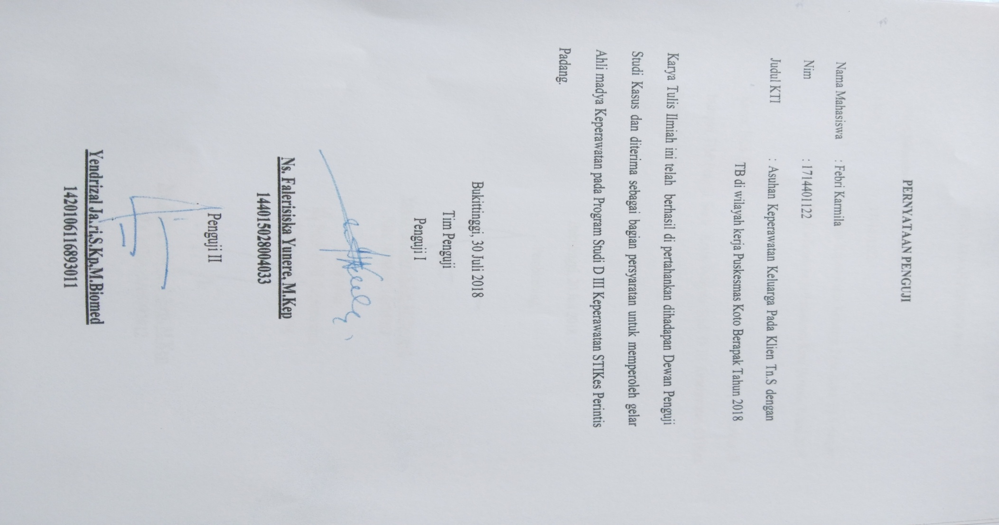 PERNYATAAN PENGUJI
Nama Mahasiswa : Febri Karmila
Nim : 1714401122
Judul KTI : Asuhan Keperawatan Keluarga Pada Klien Tn.S dengan
TB di wilayah kerja Puskesmas Koto Berapak Tahun 2018
Karya Tulis Ilmiah ini telah berhasil di pertahankan dihadapan Dewan Penguji
Studi Kasus dan diterima sebagai bagian persyaratan untuk memperoleh gelar
Ahli madya Keperawatan pada Program Studi D III Keperawatan STIKes Perintis
Padang.
Bukittinggi, 30 Juli 2018
Tim Penguji
Penguji I
Ns. Falerisiska Yunere, M.Kep
144015028004033
Penguji II
Yendrizal Ja,ri,S.Kp,M.Biomed
1420106116893011